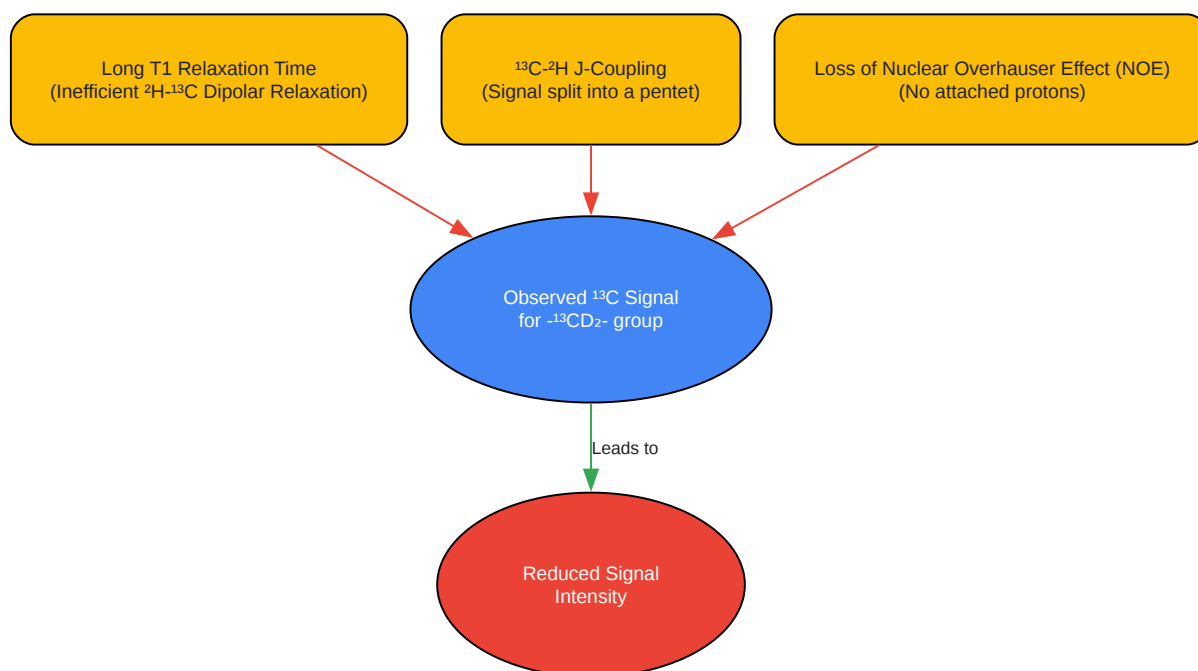 Long T1 Relaxation Time
(Inefficient ²H-¹³C Dipolar Relaxation)
¹³C-²H J-Coupling
(Signal split into a pentet)
Loss of Nuclear Overhauser Effect (NOE)
(No attached protons)
Observed ¹³C Signal
for -¹³CD₂- group
Leads to
Reduced Signal
Intensity